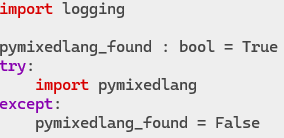 import logging

pymixedlang_found : bool = True
try:
    import pymixedlang
except:
    pymixedlang_found = False